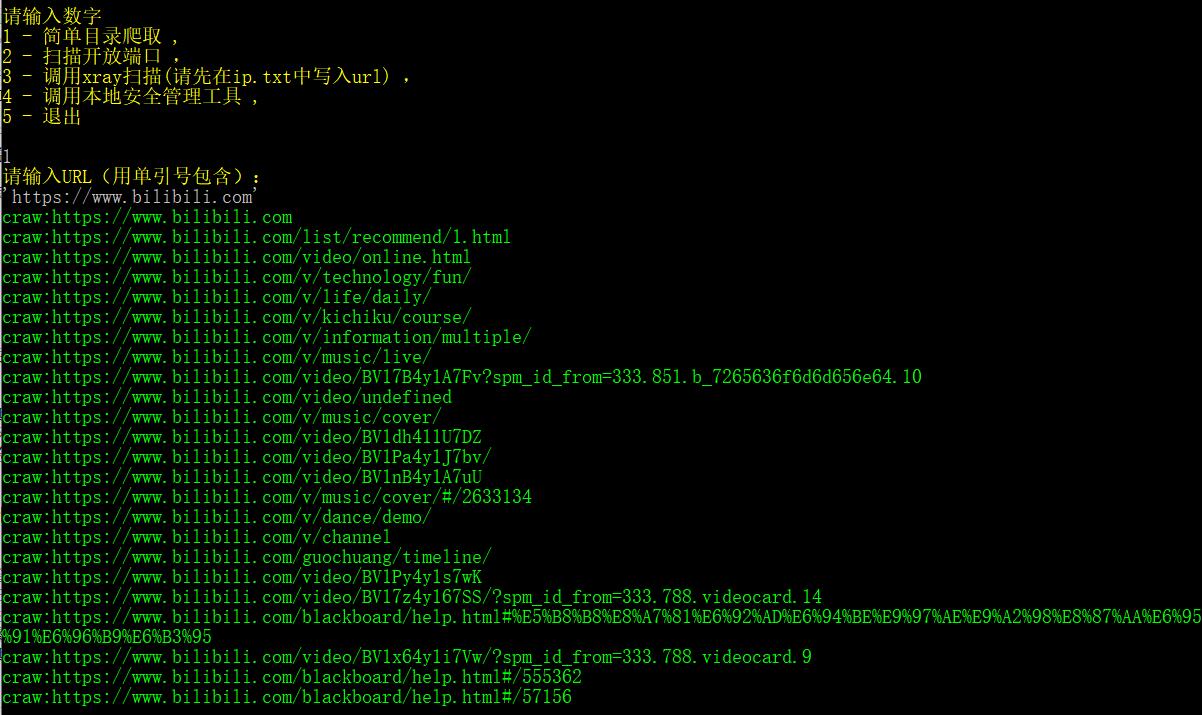 请输入数字
1 - 简单目录爬取 ，
2 - 扫描开放端口 ，
3 - 调用xray扫描(请先在ip.txt中写入url) ，
4 - 调用本地安全管理工具 ，
5 - 退出
1
请输入URL（用单引号包含）：
'https://www.bilibili.com'
craw:https://www.bilibili.com
craw:https://www.bilibili.com/list/recommend/1.html
craw:https://www.bilibili.com/video/online.html
craw:https://www.bilibili.com/v/technology/fun/
craw:https://www.bilibili.com/v/life/daily/
craw:https://www.bilibili.com/v/kichiku/course/
craw:https://www.bilibili.com/v/information/multiple/
craw:https://www.bilibili.com/v/music/live/
craw:https://www.bilibili.com/video/BV17B4y1A7Fv?spm_id_from=333.851.b_7265636f6d6d656e64.10
craw:https://www.bilibili.com/video/undefined
craw:https://www.bilibili.com/v/music/cover/
craw:https://www.bilibili.com/video/BV1dh411U7DZ
craw:https://www.bilibili.com/video/BV1Pa4y1J7bv/
craw:https://www.bilibili.com/video/BV1nB4y1A7uU
craw:https://www.bilibili.com/v/music/cover/#/2633134
craw:https://www.bilibili.com/v/dance/demo/
craw:https://www.bilibili.com/v/channel
craw:https://www.bilibili.com/guochuang/timeline/
craw:https://www.bilibili.com/video/BV1Py4y1s7wK
craw:https://www.bilibili.com/video/BV17z4y167SS/?spm_id_from=333.788.videocard.14
craw:https://www.bilibili.com/blackboard/help.html#%E5%B8%B8%E8%A7%81%E6%92%AD%E6%94%BE%E9%97%AE%E9%A2%98%E8%87%AA%E6%95
%91%E6%96%B9%E6%B3%95
craw:https://www.bilibili.com/video/BV1x64y1i7Vw/?spm_id_from=333.788.videocard.9
craw:https://www.bilibili.com/blackboard/help.html#/555362
craw:https://www.bilibili.com/blackboard/help.html#/57156